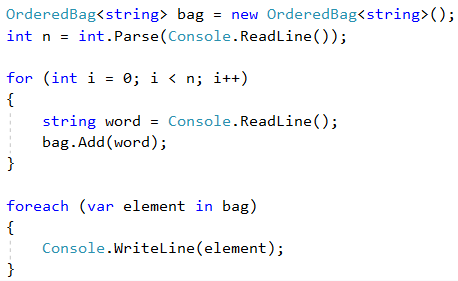 OrderedBag<string> bag = new OrderedBag<string>();
int n = int.Parse(Console.ReadLine());
for (int i = 0; i < n; i++)
{
    string word = Console.ReadLine();
    bag.Add(word);
}
foreach (var element in bag)
{
    Console.WriteLine(element);
}